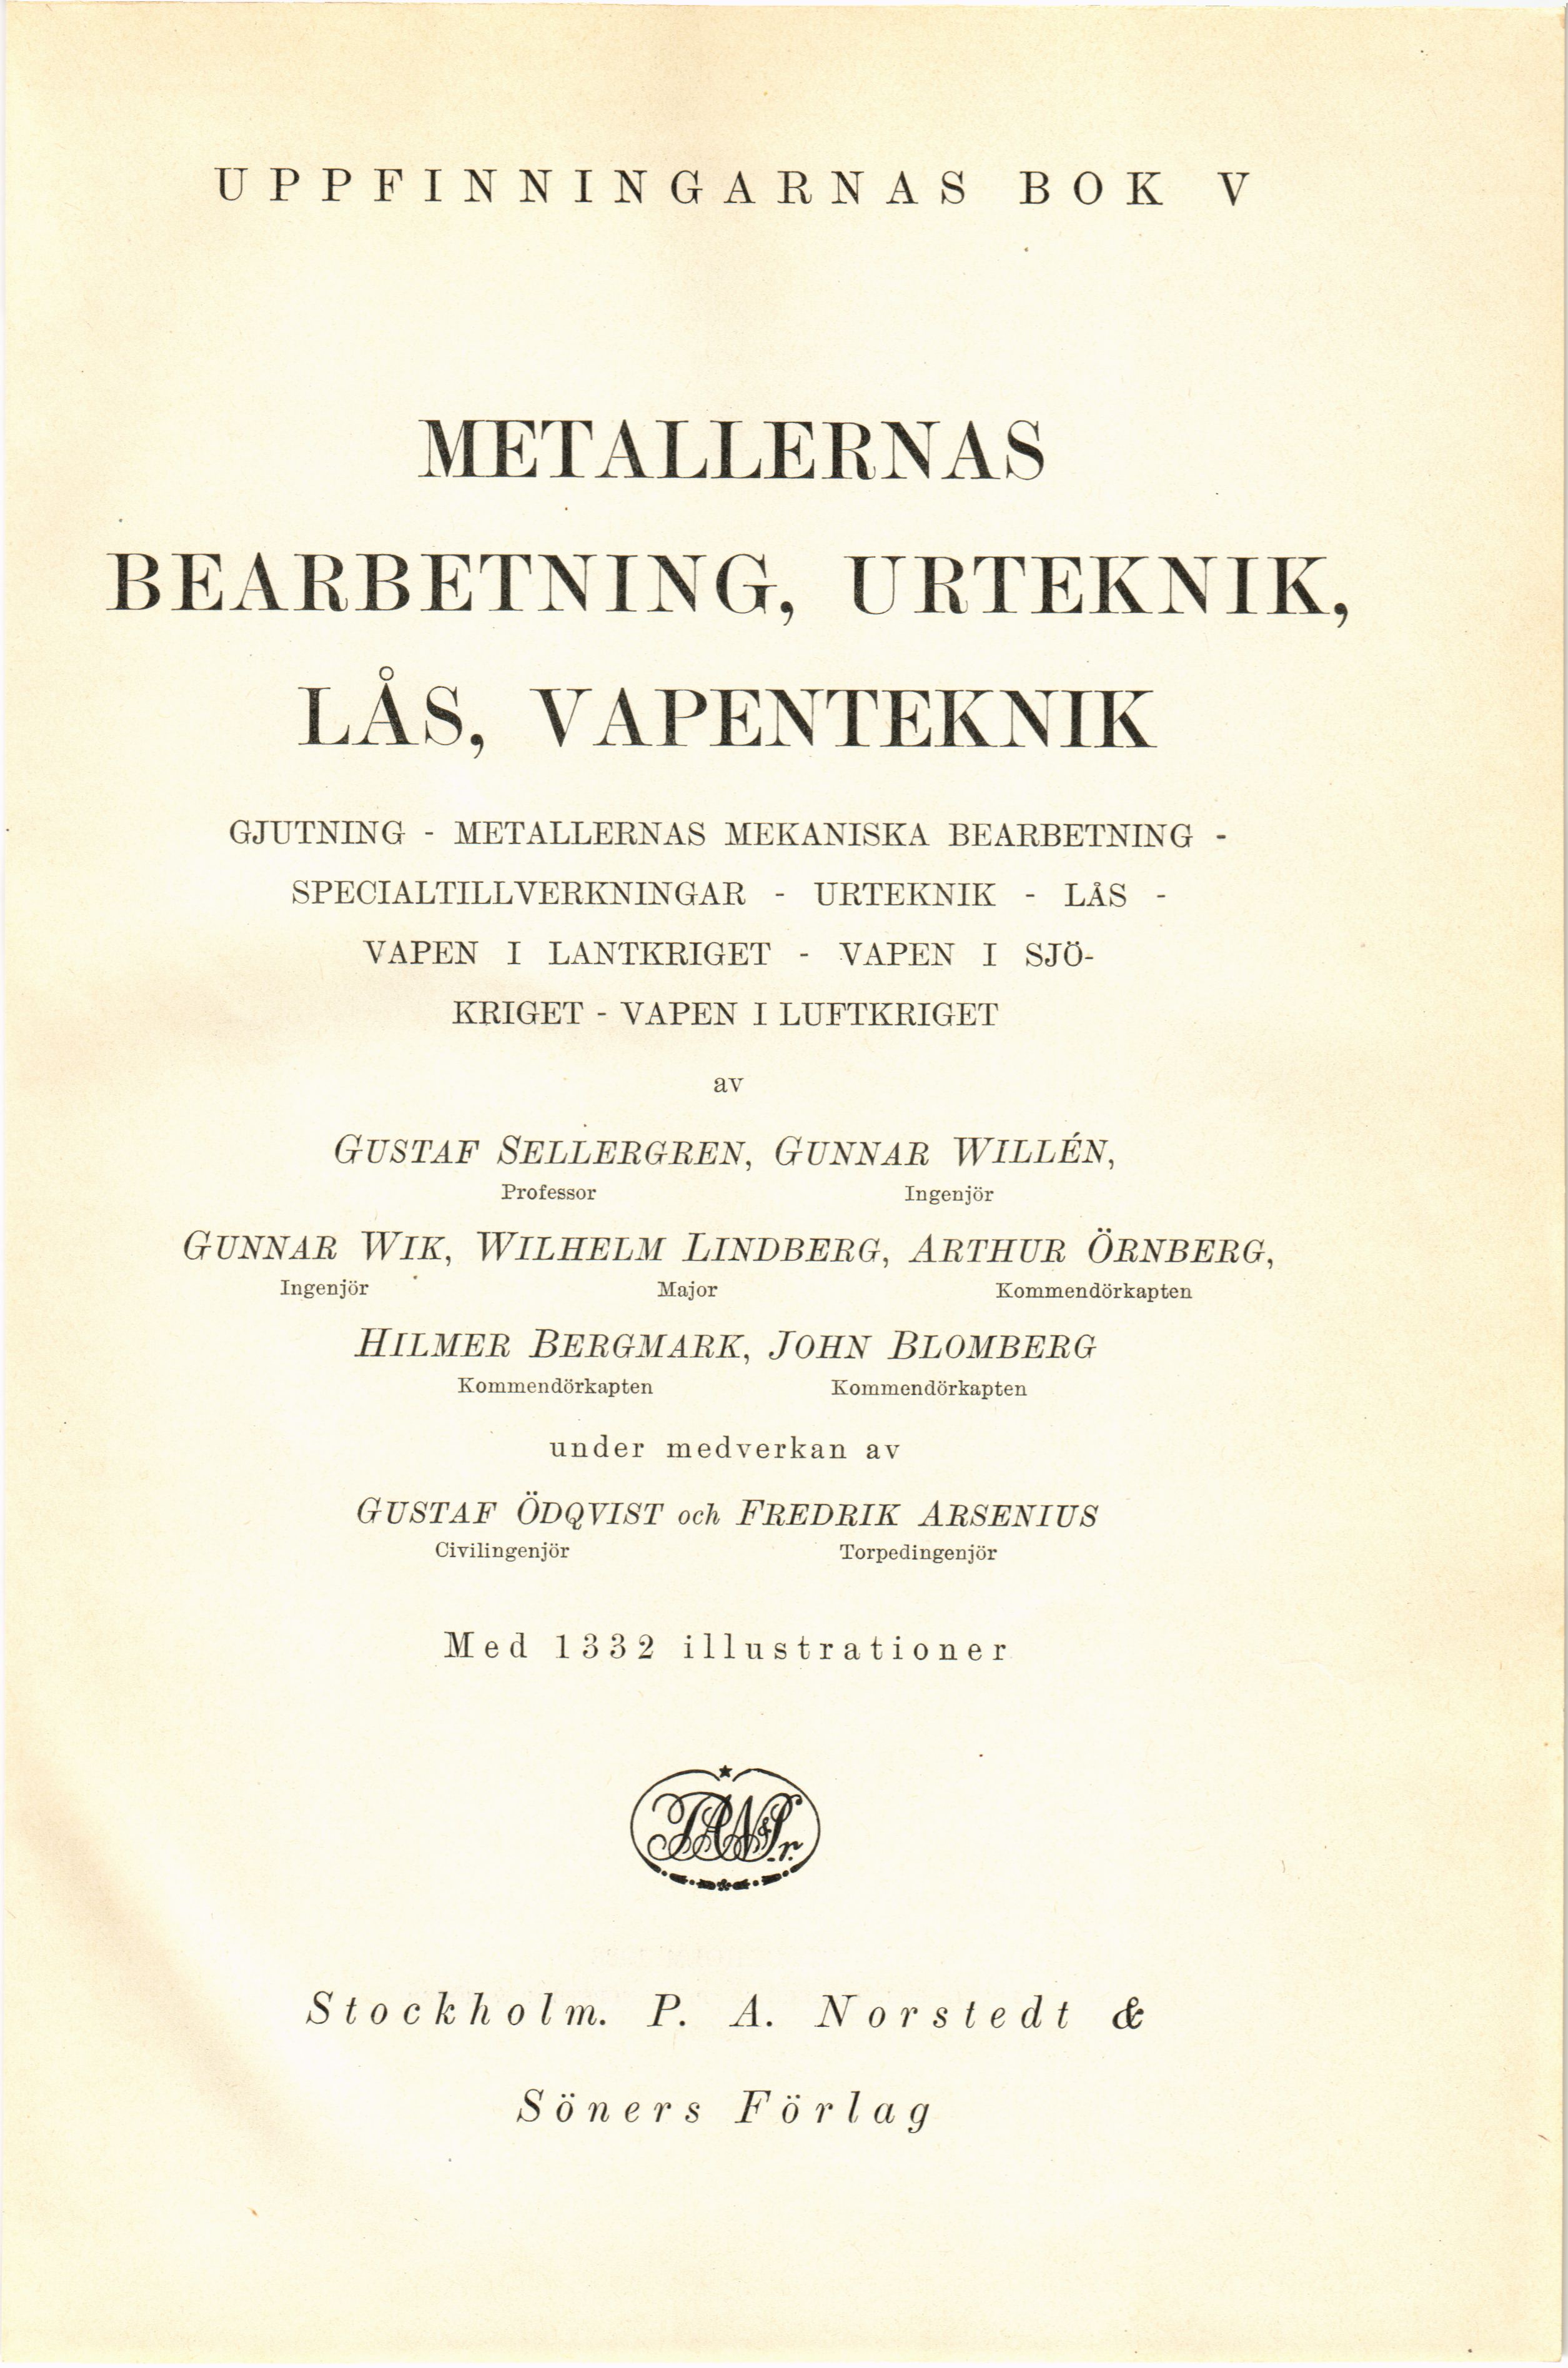 UPPFINNINGARNAS BOK V
METALLERNAS
BEARBETNING, URTEKNIK,
LÅS, VAPENTEKNIK
GJUTNING - METALLERNAS MEKANISKA BEARBETNING -
SPECIALTILLVERKNINGAR - URTEKNIK - LÅS -
VAPEN I LANTKRIGET - VAPEN I SJÖ-
KRIGET - VAPEN I LUFTKRIGET
av
GUSTAF SELLERGREN, GUNNAR WILLÉN,
Professor Ingenjör
GUNNAR WIK, WILHELM LINDBERG, ARTHUR ÖRNBERG,
Ingenjör Major Kommendörkapten
HILMER BERGMARK, JOHN BLOMBERG
Kommendörkapten Kommendörkapten
under medverkan av
GUSTAF ÖDQVIST och FREDRIK ARSENIUS
Civilingenjör Torpedingenjör
Med 1332 illustrationer
Stockholm. P. A. Norstedt &
Söners Förlag